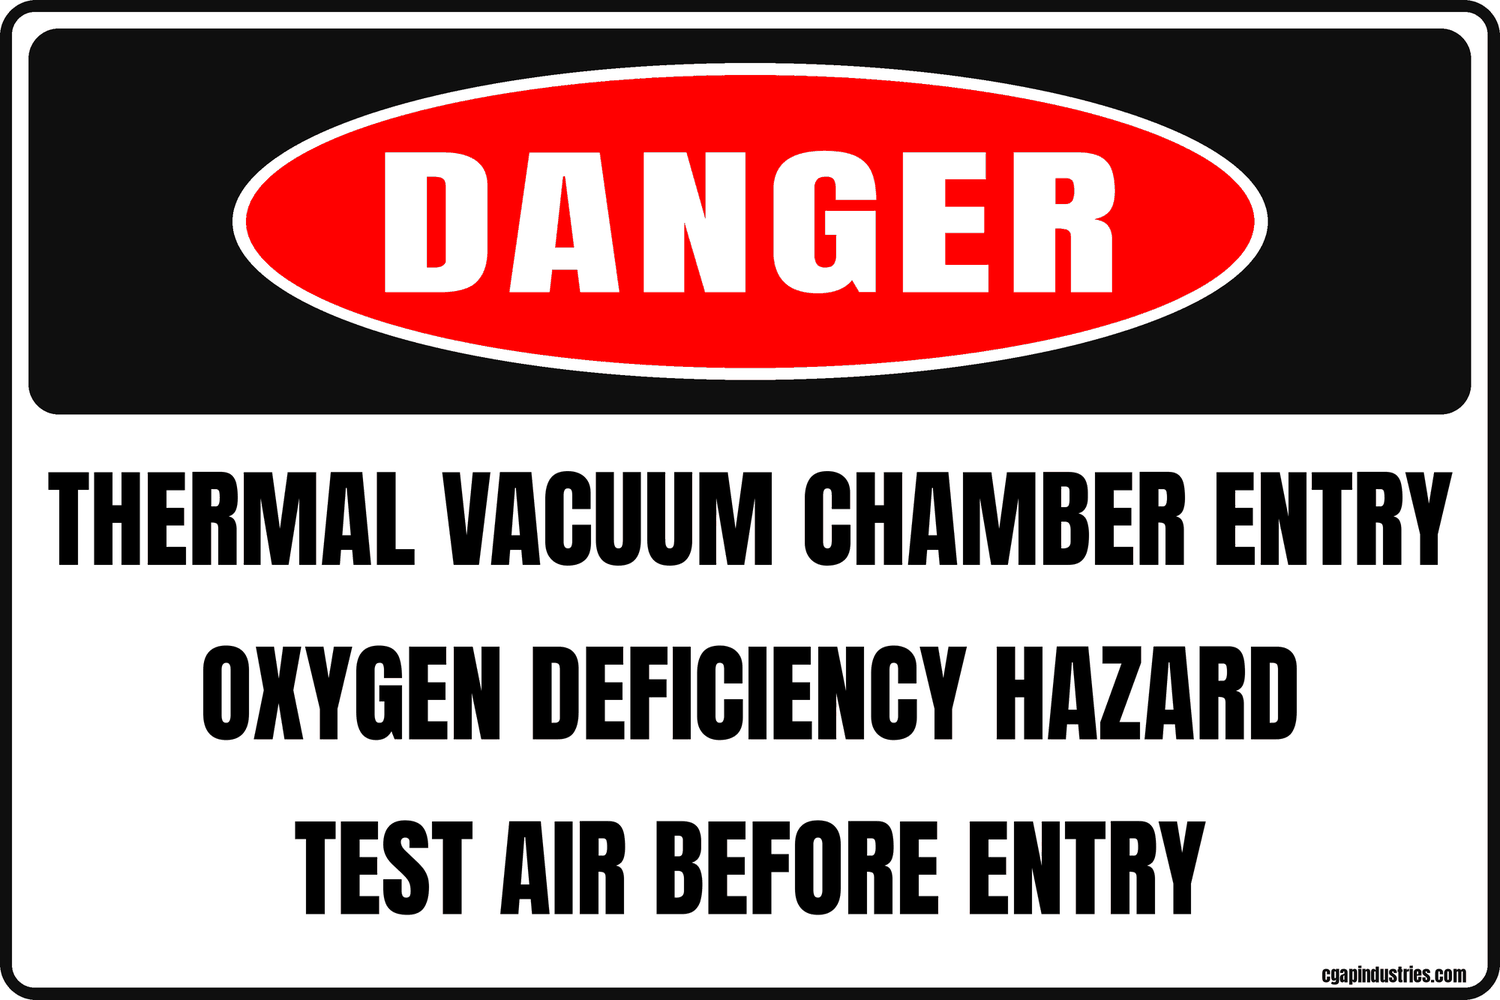 DANGER
THERMAL VACUUM CHAMBER ENTRY
OXYGEN DEFICIENCY HAZARD
TEST AIR BEFORE ENTRY
cgapindustries.com